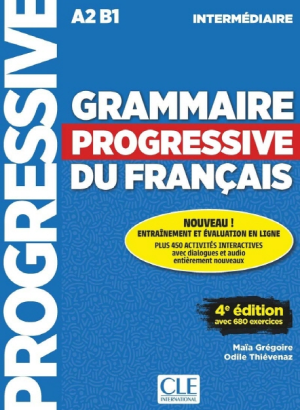 PROGRESSIVE
A2 B1
INTERMÉDIAIRE
GRAMMAIRE
PROGRESSIVE
DU FRANÇAIS
NOUVEAU !
ENTRAÎNEMENT ET ÉVALUATION EN LIGNE
PLUS 450 ACTIVITÉS INTERACTIVES
avec dialogues et audio
entièrement nouveaux
4e édition
avec 680 exercices
Maïa Grégoire
Odile Thiévenaz
CLE
INTERNATIONAL